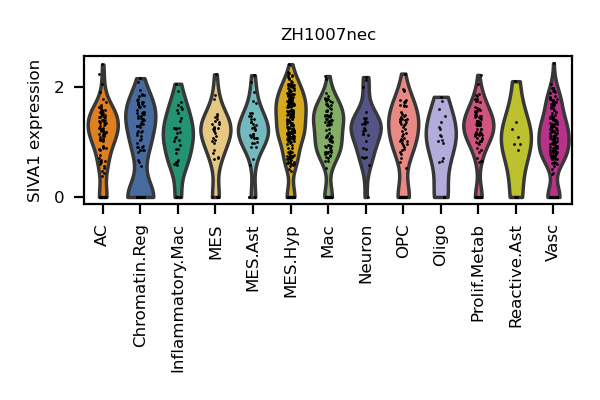 ZH1007nec
SIVA1 expression
2
0
AC
Chromatin.Reg
Inflammatory.Mac
MES
MES.Ast
MES.Hyp
Mac
Neuron
OPC
Oligo
Prolif.Metab
Reactive.Ast
Vasc